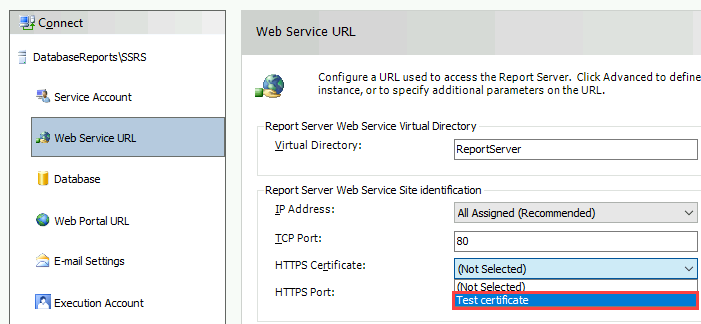 Connect
DatabaseReports\SSRS
Service Account
Web Service URL
Database
Web Portal URL
E-mail Settings
Execution Account
Web Service URL
Configure a URL used to access the Report Server. Click Advanced to define
instance, or to specify additional parameters on the URL.
Report Server Web Service Virtual Directory
Virtual Directory:
ReportServer
Report Server Web Service Site identification
IP Address:
All Assigned (Recommended)
TCP Port:
80
HTTPS Certificate:
(Not Selected)
(Not Selected)
HTTPS Port:
Test certificate